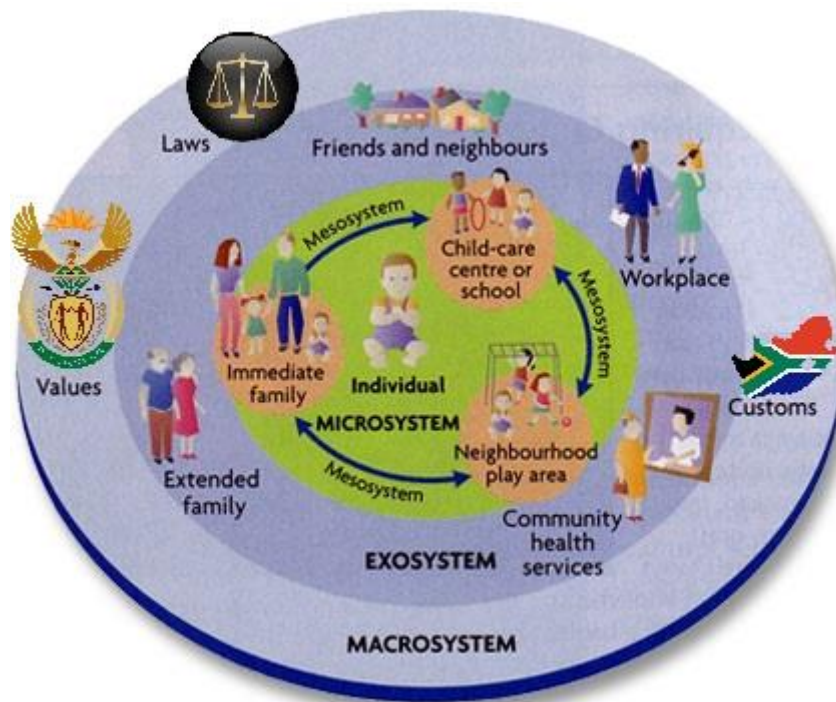 Laws
Friends and neighbours
Mesosystem
Child-care
centre or
school
Workplace
Mesosystem
Values
Immediate
family
Individual
Customs
MICROSYSTEM
Neighbourhood
play area
Mesosystem
Extended
family
Community
health
services
EXOSYSTEM
MACROSYSTEM